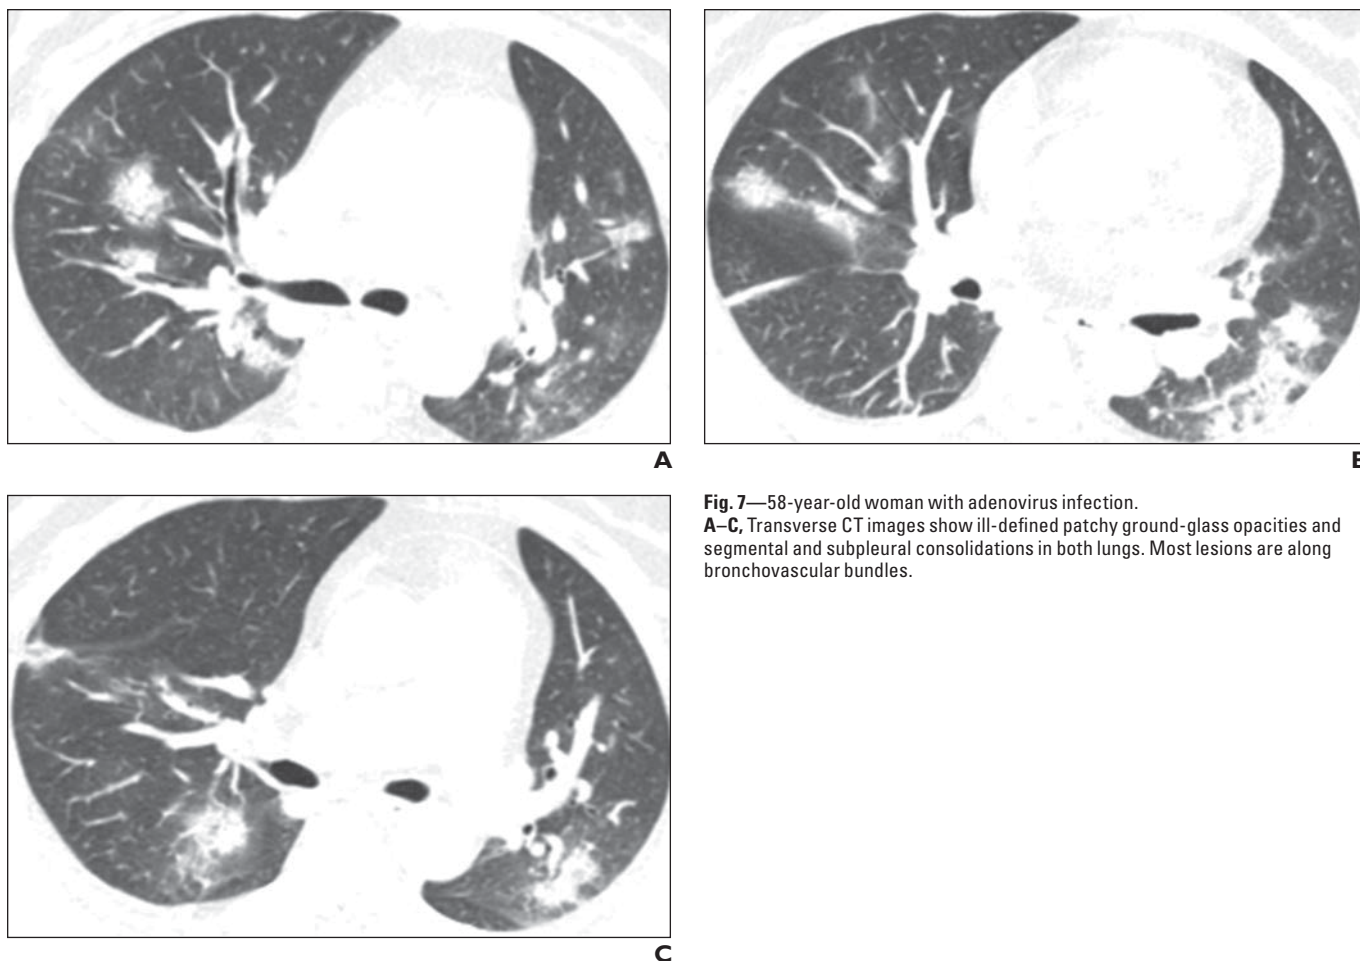 A
B
Fig. 7—58-year-old woman with adenovirus infection.
A–C, Transverse CT images show ill-defined patchy ground-glass opacities and
segmental and subpleural consolidations in both lungs. Most lesions are along
bronchovascular bundles.
C